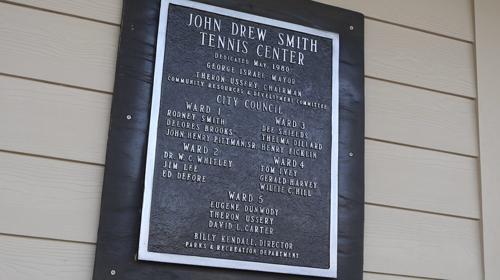 JOHN DREW SMITH
TENNIS CENTER
DEDICATED MAY, 1980
GEORGE ISRAEL MAYOR
THERON USSERY, CHAIRMAN
COMMUNITY RESOURCES & DEVELOPMENT COMMITTEE
CITY COUNCIL
WARD 1
RODNEY SMITH
DELORES BROOKS
JOHN HENRY PITTMAN, SR
WARD 2
DR. W. C. WHITLEY
JIM LEE
ED DEFORE
WARD 3
DEE SHIELDS
THELMA DILLARD
HENRY FICKLIN
WARD 4
TOM IVEY
GERALD HARVEY
WILLIE C. HILL
WARD 5
EUGENE DUNWODY
THERON USSERY
DAVID L. CARTER
BILLY KENDALL, DIRECTOR
PARKS & RECREATION DEPARTMENT